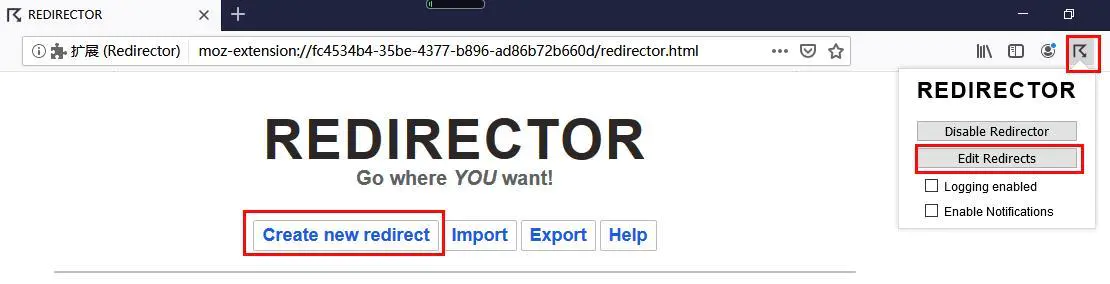 REDIRECTOR
扩展 (Redirector)
moz-extension://fc4534b4-35be-4377-b896-ad86b72b660d/redirector.html
REDIRECTOR
Go where YOU want!
Create new redirect
Import
Export
Help
REDIRECTOR
Disable Redirector
Edit Redirects
Logging enabled
Enable Notifications